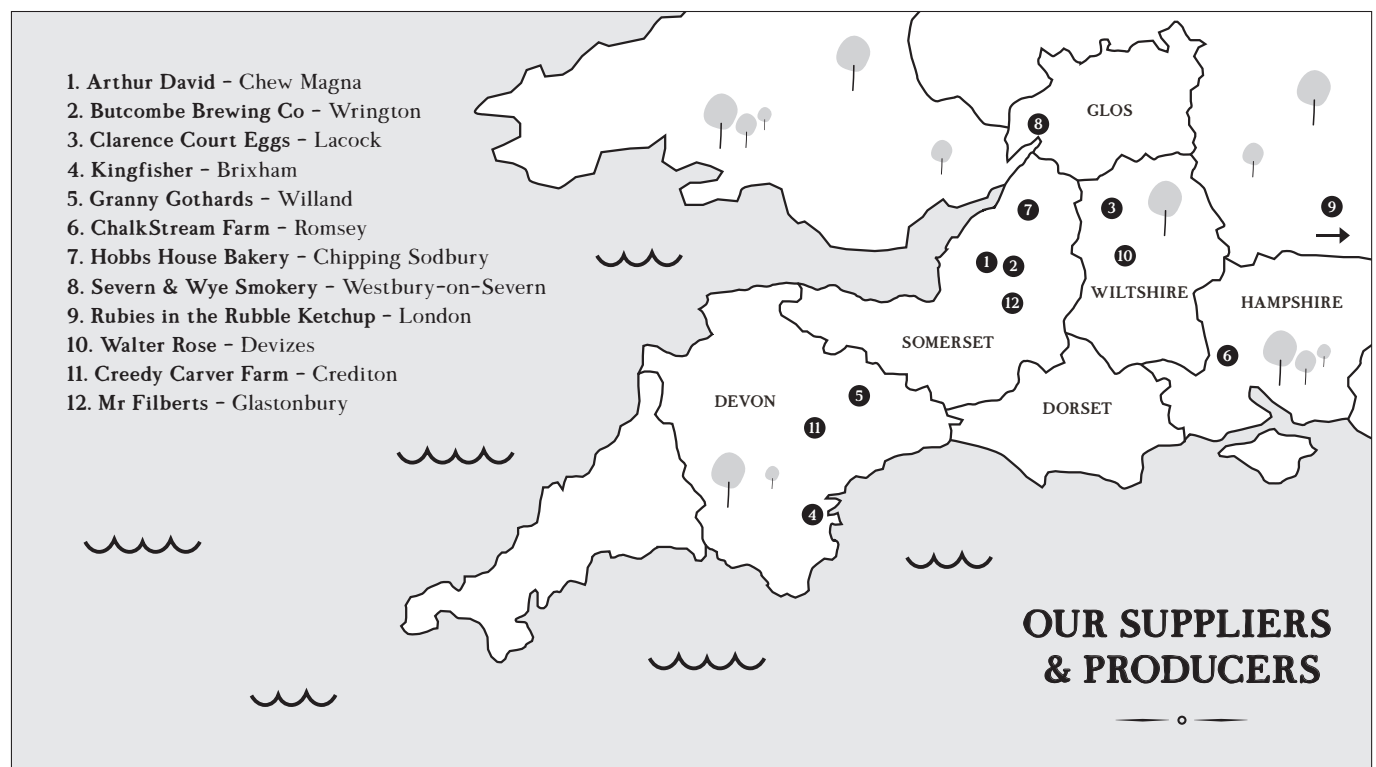 1. Arthur David – Chew Magna
2. Butcombe Brewing Co – Wrington
3. Clarence Court Eggs – Lacock
4. Kingfisher – Brixham
5. Granny Gothards – Willand
6. ChalkStream Farm – Romsey
7. Hobbs House Bakery – Chipping Sodbury
8. Severn & Wye Smokery – Westbury-on-Severn
9. Rubies in the Rubble Ketchup – London
10. Walter Rose – Devizes
11. Creedy Carver Farm – Crediton
12. Mr Filberts – Glastonbury
GLOS
8
7
3
9
1
2
10
12
WILTSHIRE
HAMPSHIRE
SOMERSET
6
DEVON
5
DORSET
11
4
OUR SUPPLIERS
& PRODUCERS